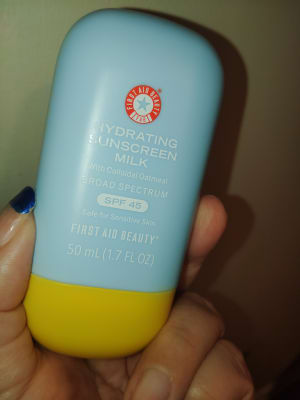 FIRST AID BEAUTY
FAB
HYDRATING
SUNSCREEN
MILK
With Colloidal Oatmeal
BROAD SPECTRUM
SPF 45
Safe for Sensitive Skin
FIRST AID BEAUTY®
50 mL (1.7 FL OZ)